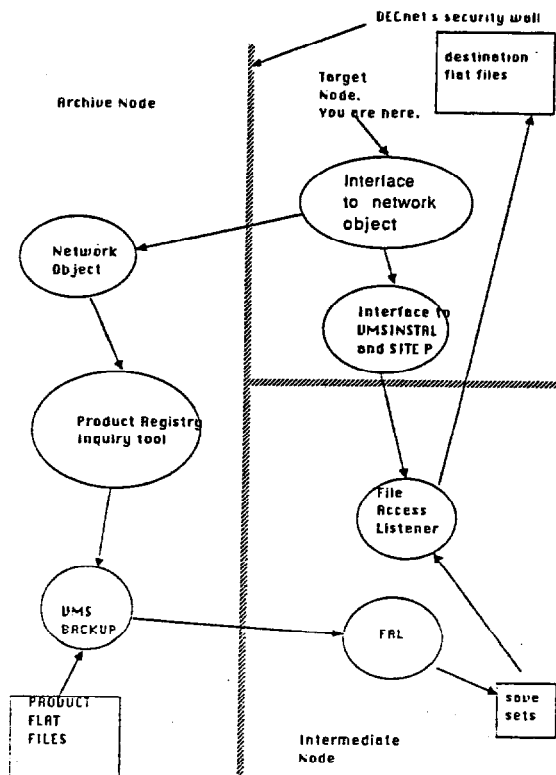 DECnet's security wall
destination
flat files
Target
Node.
You are here.
Archive Node
Interface
to network
object
Network
Object
Interface to
VMSINSTAL
and SITE P
Product Registry
Inquiry tool
File
Access
Listener
VMS
BACKUP
FAL
save
sets
PRODUCT
FLAT
FILES
Intermediate
Node